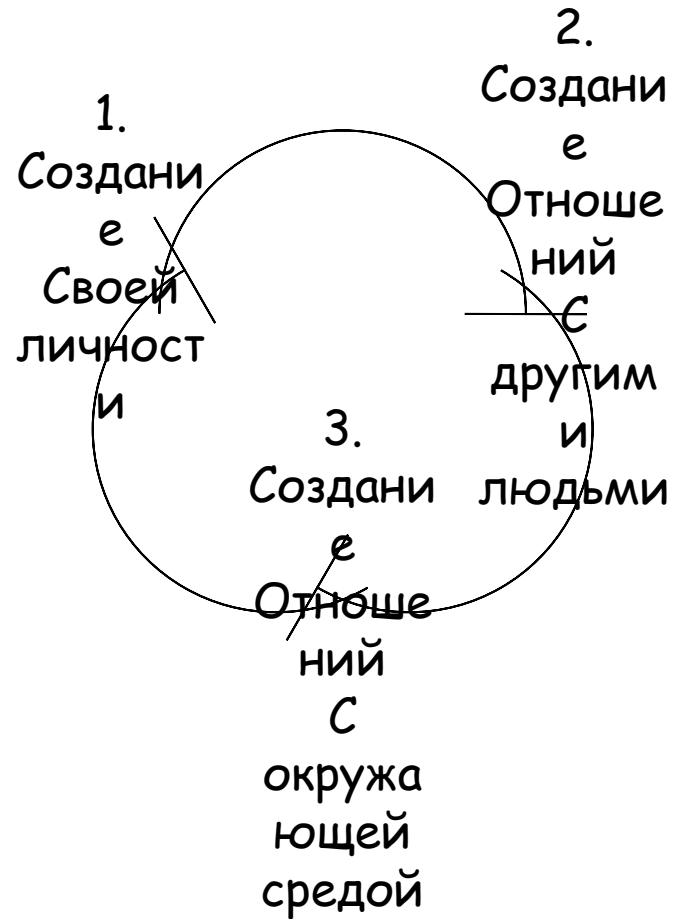 1.
Создани
е
Своей
личност
и
2.
Создани
е
Отноше
ний
С
другим
и
людьми
3.
Создани
е
Отноше
ний
С
окружа
ющей
средой